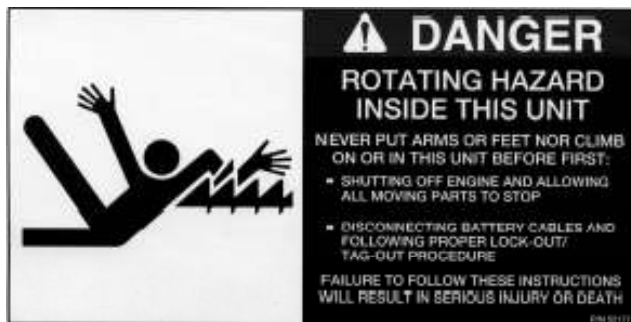 DANGER
ROTATING HAZARD
INSIDE THIS UNIT
NEVER PUT ARMS OR FEET NOR CLIMB
ON OR IN THIS UNIT BEFORE FIRST:
SHUTTING OFF ENGINE AND ALLOWING
ALL MOVING PARTS TO STOP
DISCONNECTING BATTERY CABLES AND
FOLLOWING PROPER LOCK-OUT/
TAG-OUT PROCEDURE
FAILURE TO FOLLOW THESE INSTRUCTIONS
WILL RESULT IN SERIOUS INJURY OR DEATH